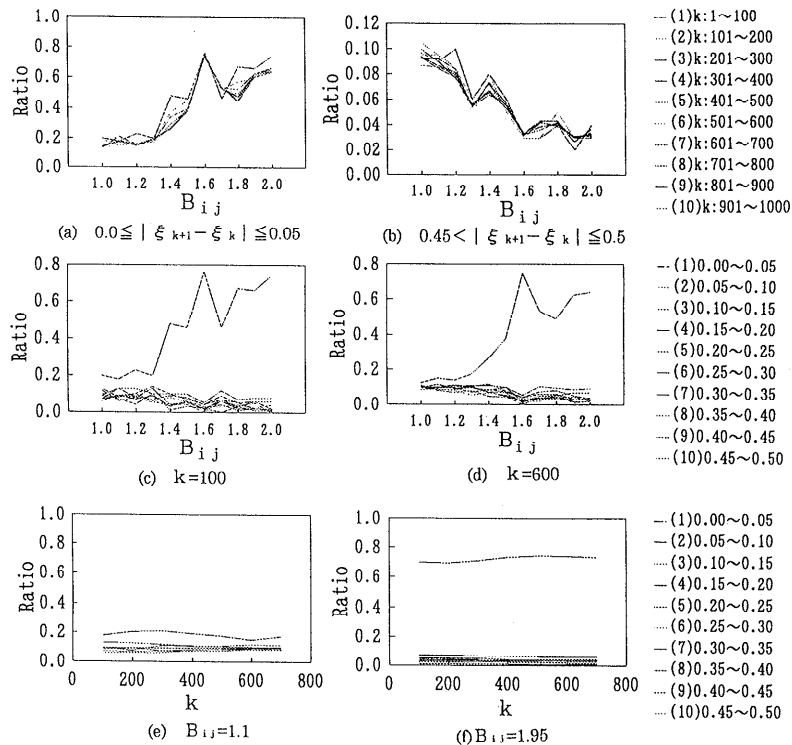 Ratio
1.0
0.8
0.6
0.4
0.2
0.0
1.0 1.2 1.4 1.6 1.8 2.0
B i j
(a) 0.0≦ | ξ k+1−ξ k | ≦0.05
Ratio
0.12
0.10
0.08
0.06
0.04
0.02
0.00
1.0 1.2 1.4 1.6 1.8 2.0
B i j
(b) 0.45< | ξ k+1−ξ k | ≦0.5
(1)k:1~100
(2)k:101~200
(3)k:201~300
(4)k:301~400
(5)k:401~500
(6)k:501~600
(7)k:601~700
(8)k:701~800
(9)k:801~900
(10)k:901~1000
Ratio
0.8
0.6
0.4
0.2
0.0
1.0 1.2 1.4 1.6 1.8 2.0
B i j
(c) k=100
Ratio
0.8
0.6
0.4
0.2
0.0
1.0 1.2 1.4 1.6 1.8 2.0
B i j
(d) k=600
(1)0.00~0.05
(2)0.05~0.10
(3)0.10~0.15
(4)0.15~0.20
(5)0.20~0.25
(6)0.25~0.30
(7)0.30~0.35
(8)0.35~0.40
(9)0.40~0.45
(10)0.45~0.50
Ratio
1.0
0.8
0.6
0.4
0.2
0.0
0 200 400 600 800
k
(e) B i j=1.1
Ratio
1.0
0.8
0.6
0.4
0.2
0.0
0 200 400 600 800
k
(f)B i j=1.95
(1)0.00~0.05
(2)0.05~0.10
(3)0.10~0.15
(4)0.15~0.20
(5)0.20~0.25
(6)0.25~0.30
(7)0.30~0.35
(8)0.35~0.40
(9)0.40~0.45
(10)0.45~0.50